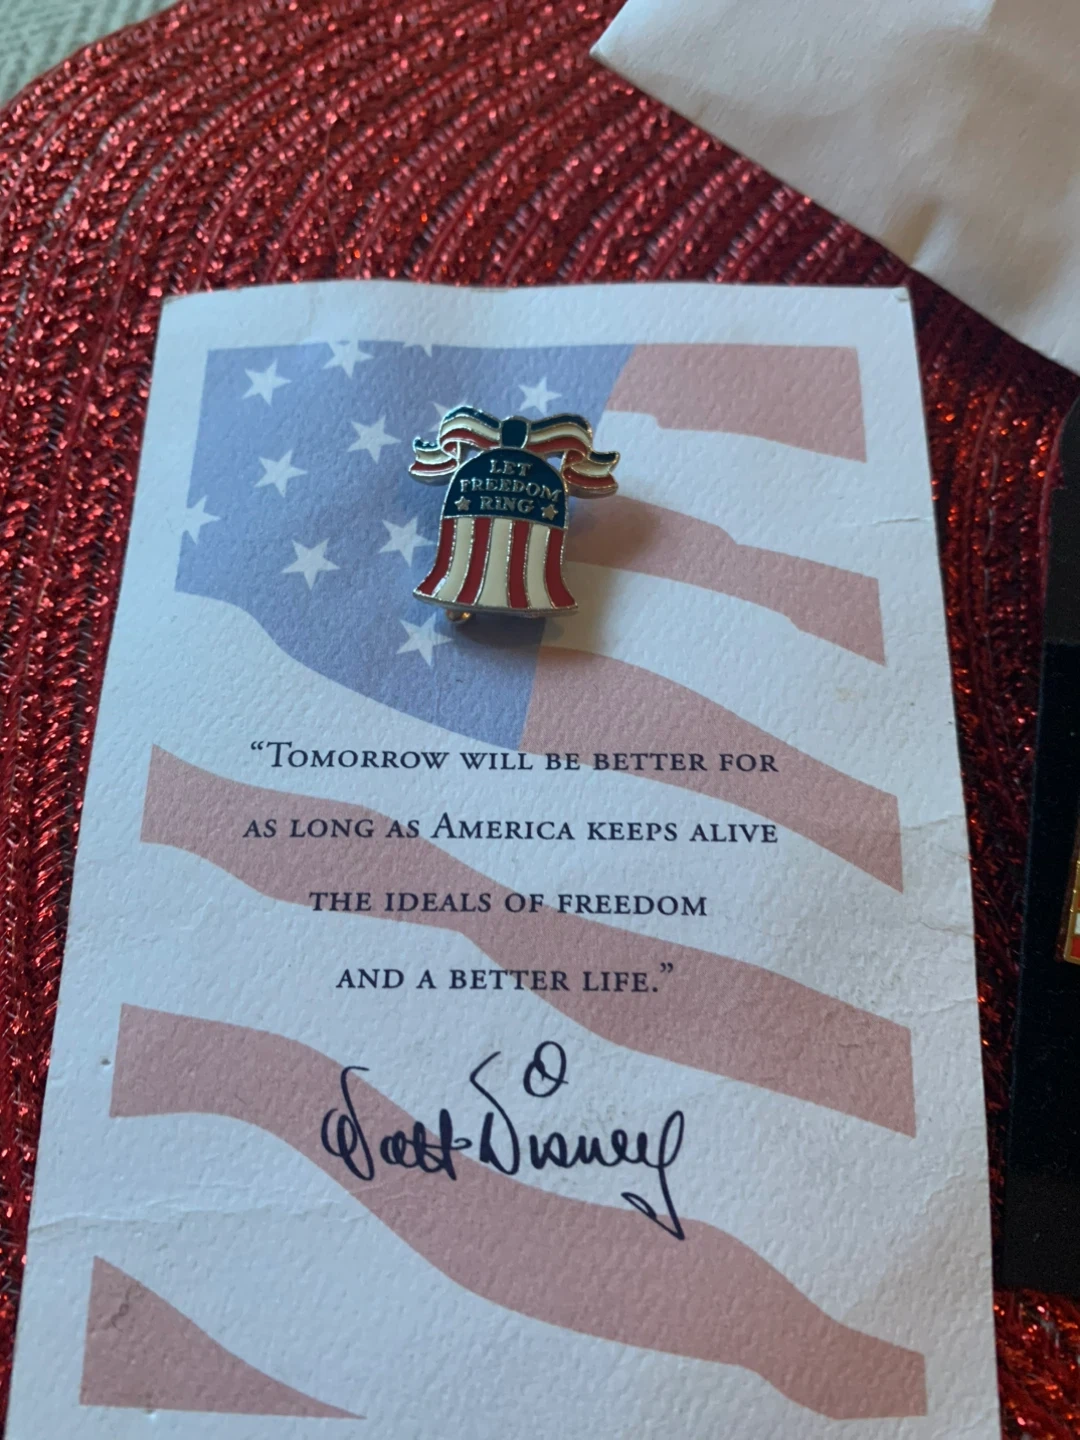 LET
FREEDOM
RING
“TOMORROW WILL BE BETTER FOR
AS LONG AS AMERICA KEEPS ALIVE
THE IDEALS OF FREEDOM
AND A BETTER LIFE.”
Walt Disney